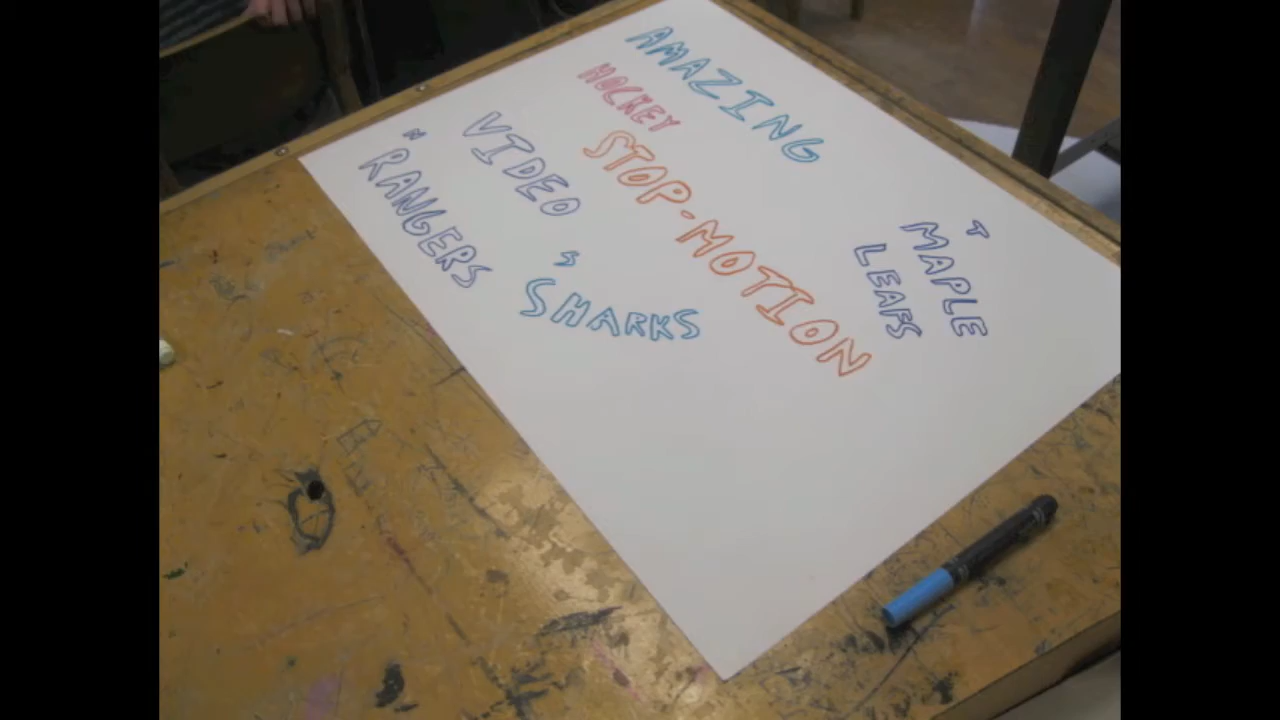 AMAZING
HOCKEY
STOP-MOTION
VIDEO
N
RANGERS
S
SHARKS
T
MAPLE
LEAFS